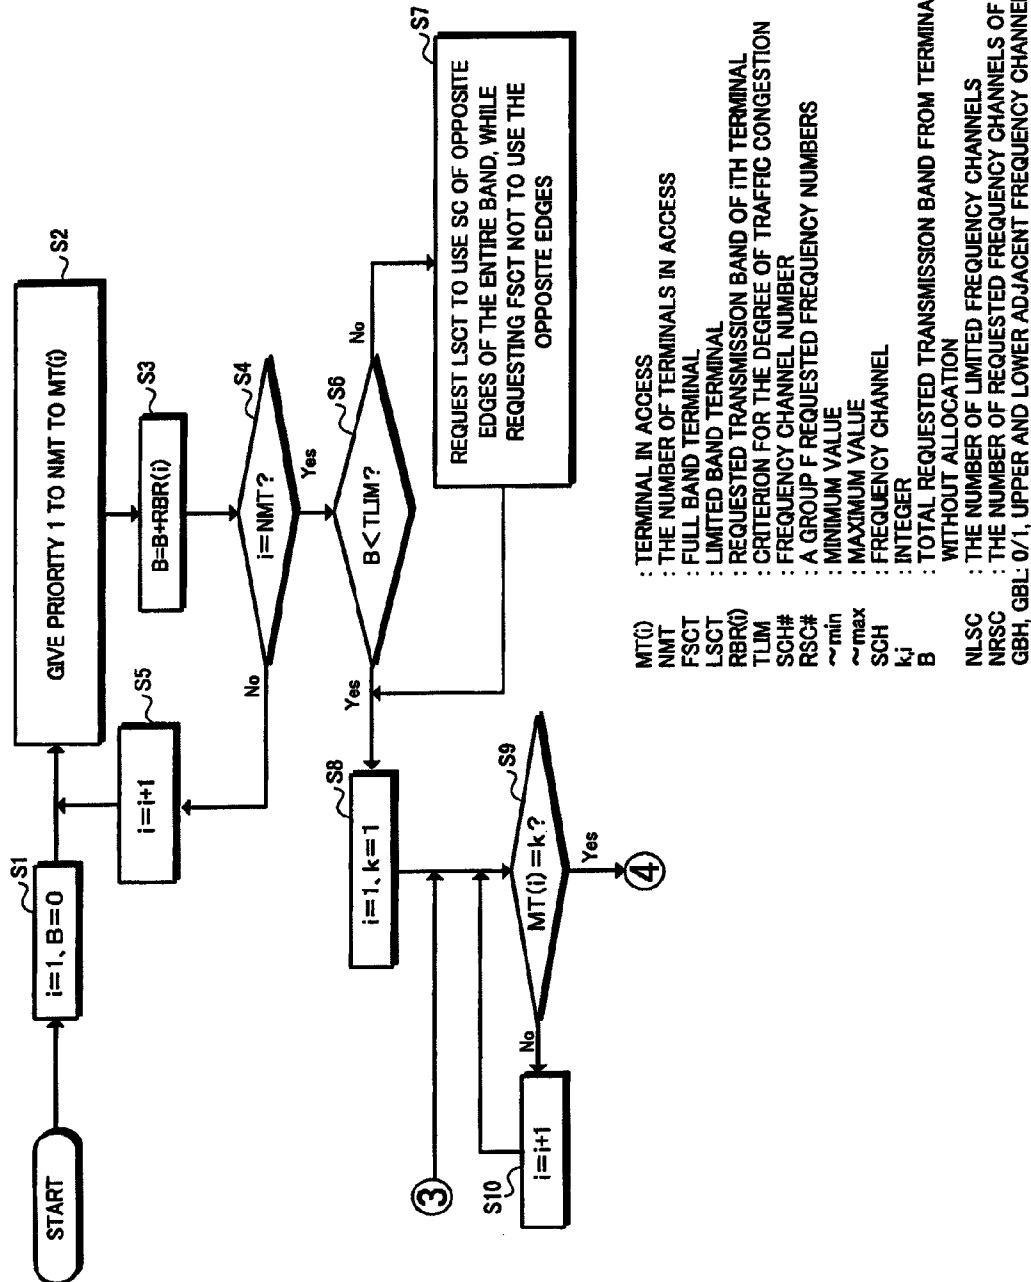 START
S1
i=1、B=0
S2
GIVE PRIORITY 1 TO NMT TO MT(i)
S3
B=B+RBR(i)
S4
i=NMT?
No
Yes
S5
i=i+1
S6
B<TLIM?
Yes
No
S7
REQUEST LSCT TO USE SC OF OPPOSITE
EDGES OF THE ENTIRE BAND, WHILE
REQUESTING FSCT NOT TO USE THE
OPPOSITE EDGES
S8
i=1、k=1
③
S9
MT(i)=k?
No
Yes
S10
i=i+1
④
MT(i) : TERMINAL IN ACCESS
NMT : THE NUMBER OF TERMINALS IN ACCESS
FSCT : FULL BAND TERMINAL
LSCT : LIMITED BAND TERMINAL
RBR(i) : REQUESTED TRANSMISSION BAND OF iTH TERMINAL
TLIM : CRITERION FOR THE DEGREE OF TRAFFIC CONGESTION
SCH# : FREQUENCY CHANNEL NUMBER
RSC# : A GROUP F REQUESTED FREQUENCY NUMBERS
~min : MINIMUM VALUE
~max : MAXIMUM VALUE
SCH : FREQUENCY CHANNEL
k,i : INTEGER
B : TOTAL REQUESTED TRANSMISSION BAND FROM TERMINA
WITHOUT ALLOCATION
NLSC : THE NUMBER OF LIMITED FREQUENCY CHANNELS
NRSC : THE NUMBER OF REQUESTED FREQUENCY CHANNELS OF
GBH, GBL: 0/1, UPPER AND LOWER ADJACENT FREQUENCY CHANNE